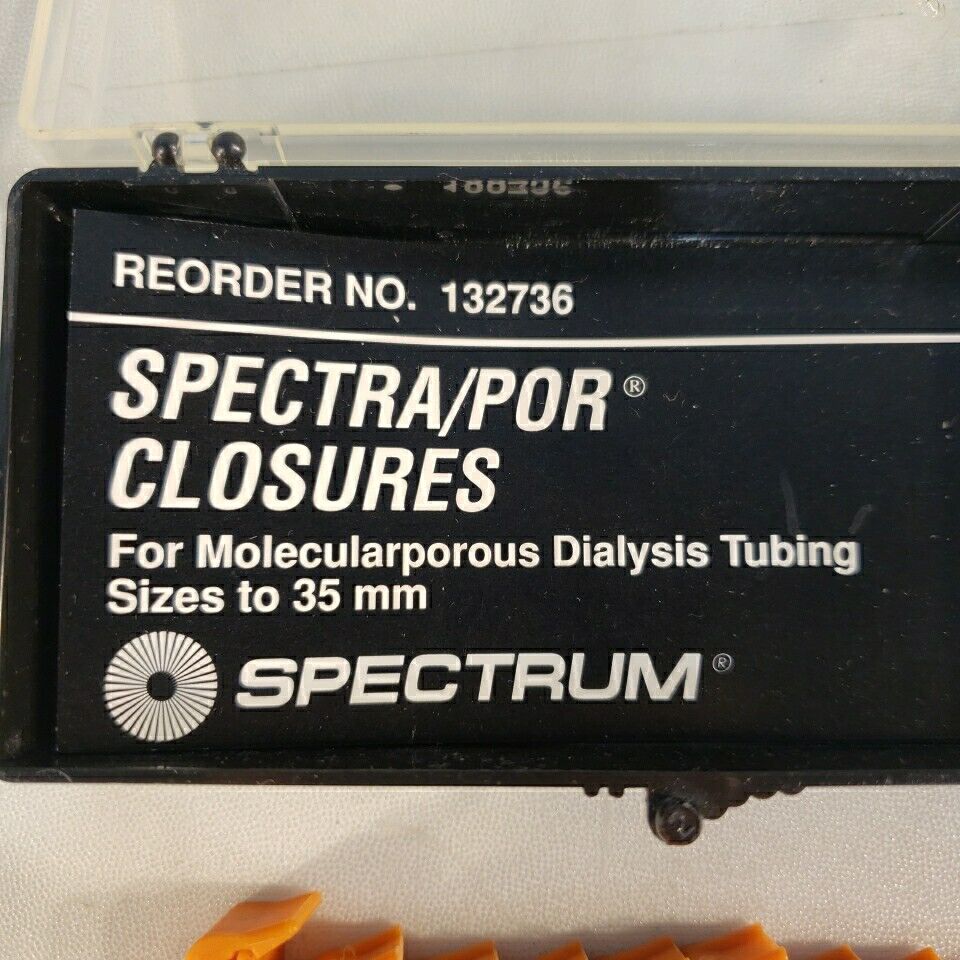 REORDER NO. 132736
SPECTRA/POR®
CLOSURES
For Molecularporous Dialysis Tubing
Sizes to 35 mm
SPECTRUM®